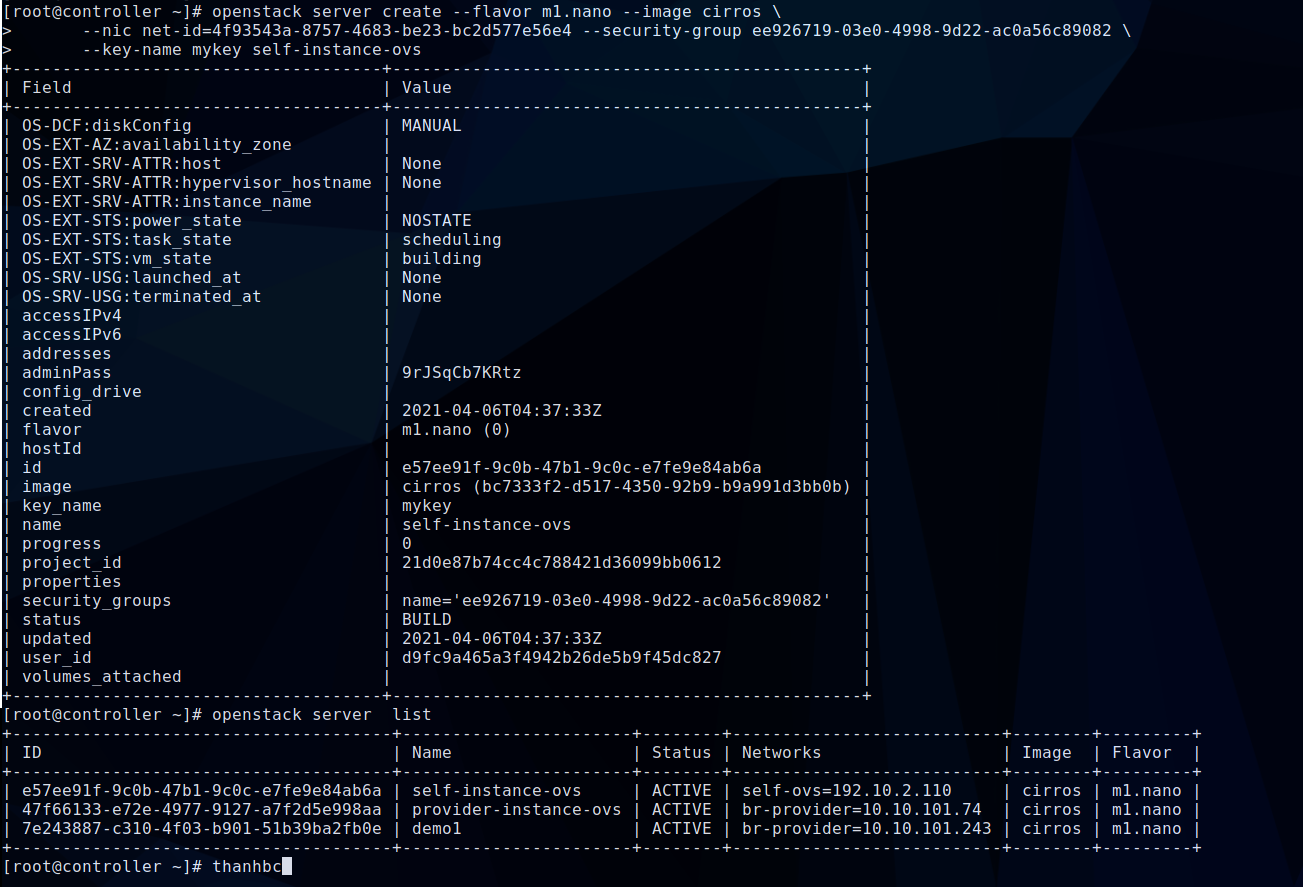 [root@controller ~]# openstack server create --flavor m1.nano --image cirros \
>       --nic net-id=4f93543a-8757-4683-be23-bc2d577e56e4 --security-group ee926719-03e0-4998-9d22-ac0a56c89082 \
>       --key-name mykey self-instance-ovs
+-------------------------------------+-----------------------------------------------+
| Field                               | Value                                         |
+-------------------------------------+-----------------------------------------------+
| OS-DCF:diskConfig                   | MANUAL                                        |
| OS-EXT-AZ:availability_zone         |                                               |
| OS-EXT-SRV-ATTR:host                | None                                          |
| OS-EXT-SRV-ATTR:hypervisor_hostname | None                                          |
| OS-EXT-SRV-ATTR:instance_name       |                                               |
| OS-EXT-STS:power_state              | NOSTATE                                       |
| OS-EXT-STS:task_state               | scheduling                                    |
| OS-EXT-STS:vm_state                 | building                                      |
| OS-SRV-USG:launched_at              | None                                          |
| OS-SRV-USG:terminated_at            | None                                          |
| accessIPv4                          |                                               |
| accessIPv6                          |                                               |
| addresses                           |                                               |
| adminPass                           | 9rJSqCb7KRtz                                  |
| config_drive                        |                                               |
| created                             | 2021-04-06T04:37:33Z                          |
| flavor                              | m1.nano (0)                                   |
| hostId                              |                                               |
| id                                  | e57ee91f-9c0b-47b1-9c0c-e7fe9e84ab6a          |
| image                               | cirros (bc7333f2-d517-4350-92b9-b9a991d3bb0b) |
| key_name                            | mykey                                         |
| name                                | self-instance-ovs                             |
| progress                            | 0                                             |
| project_id                          | 21d0e87b74cc4c788421d36099bb0612              |
| properties                          |                                               |
| security_groups                     | name='ee926719-03e0-4998-9d22-ac0a56c89082'   |
| status                              | BUILD                                         |
| updated                             | 2021-04-06T04:37:33Z                          |
| user_id                             | d9fc9a465a3f4942b26de5b9f45dc827              |
| volumes_attached                    |                                               |
+-------------------------------------+-----------------------------------------------+
[root@controller ~]# openstack server  list
+--------------------------------------+-----------------------+--------+---------------------------+--------+---------+
| ID                                   | Name                  | Status | Networks                  | Image  | Flavor  |
+--------------------------------------+-----------------------+--------+---------------------------+--------+---------+
| e57ee91f-9c0b-47b1-9c0c-e7fe9e84ab6a | self-instance-ovs     | ACTIVE | self-ovs=192.10.2.110     | cirros | m1.nano |
| 47f66133-e72e-4977-9127-a7f2d5e998aa | provider-instance-ovs | ACTIVE | br-provider=10.10.101.74  | cirros | m1.nano |
| 7e243887-c310-4f03-b901-51b39ba2fb0e | demo1                 | ACTIVE | br-provider=10.10.101.243 | cirros | m1.nano |
+--------------------------------------+-----------------------+--------+---------------------------+--------+---------+
[root@controller ~]# thanhbc